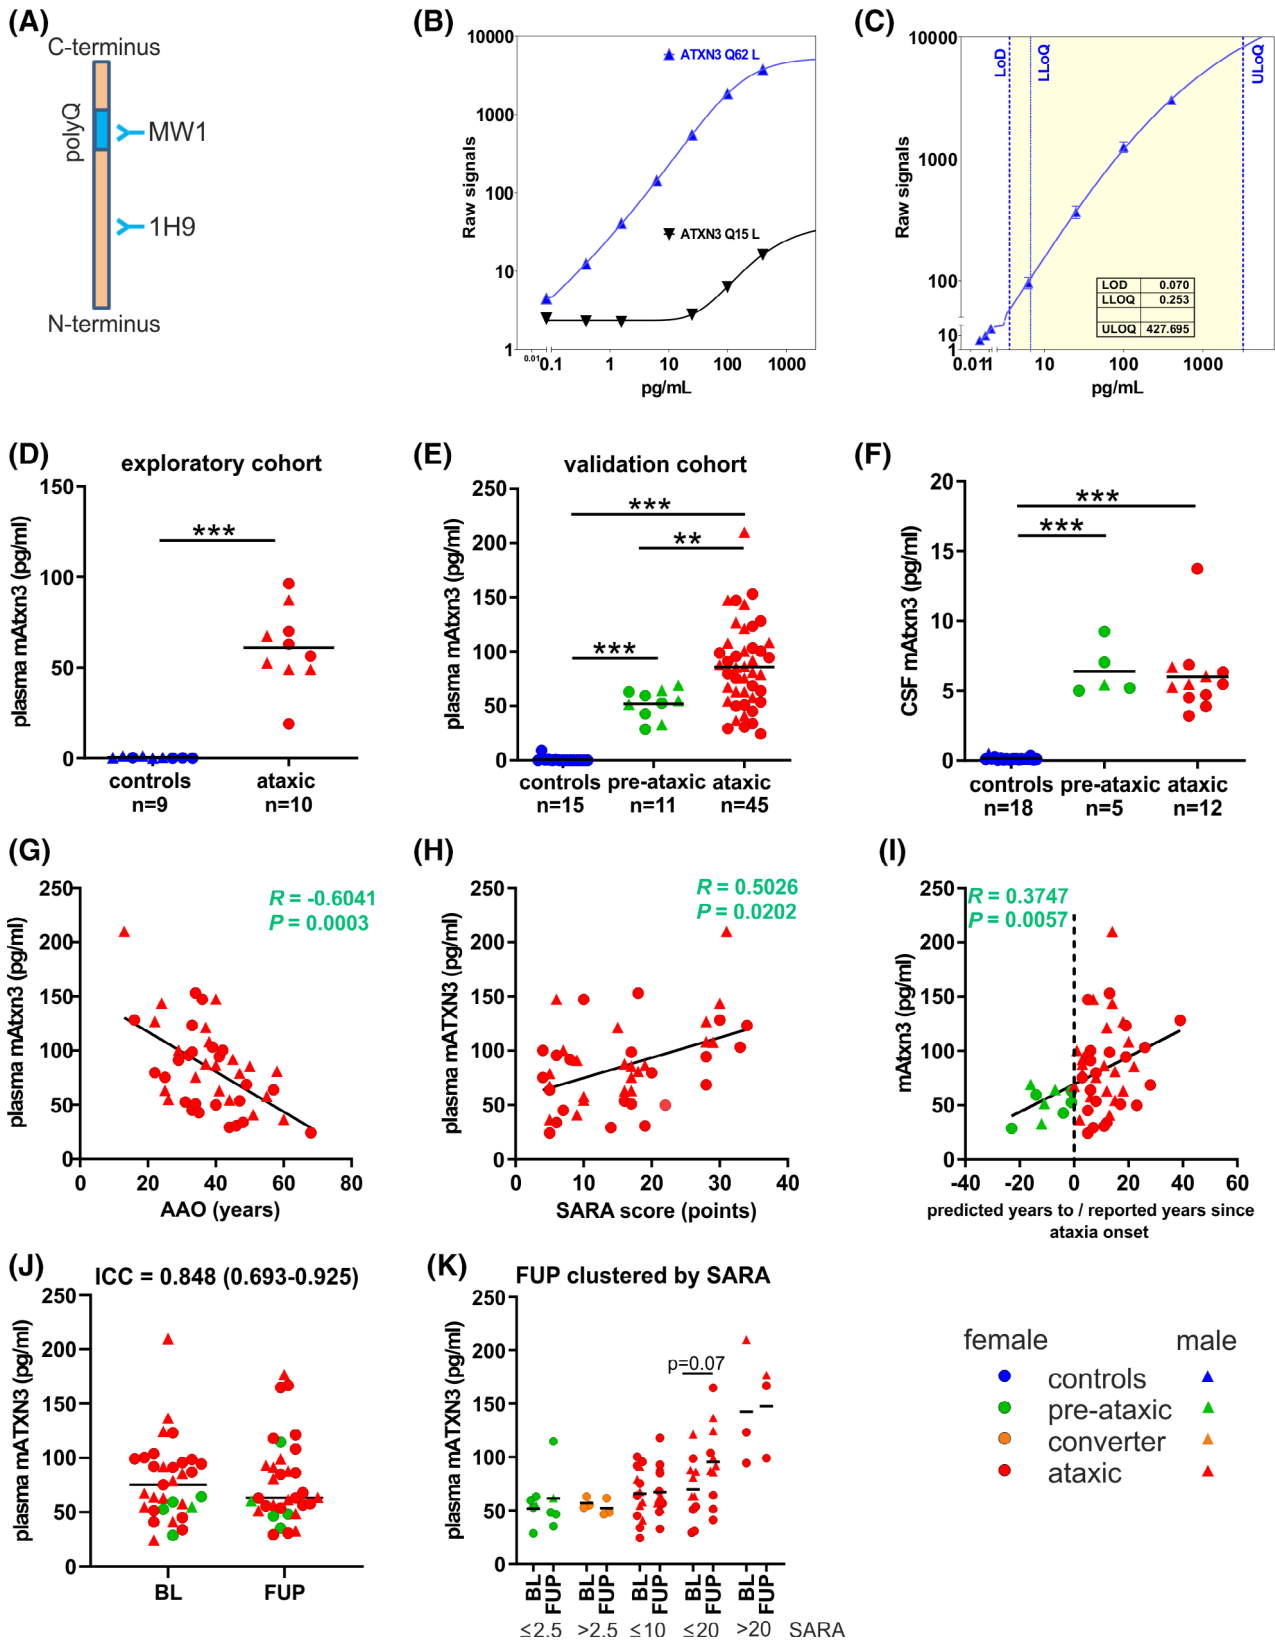 (A)
C-terminus
polyQ
MW1
1H9
N-terminus
(B)
10000
1000
100
10
1
Raw signals
ATXN3 Q62 L
ATXN3 Q15 L
0.01
0.1
1
10
100
1000
pg/mL
(C)
10000
1000
100
10
1
Raw signals
LoD
LLoQ
ULoQ
LOD 0.070
LLOQ 0.253
ULOQ 427.695
0.01
1
10
100
1000
pg/mL
(D)
exploratory cohort
plasma mAtxn3 (pg/ml)
150
100
50
0
***
controls
n=9
ataxic
n=10
(E)
validation cohort
plasma mAtxn3 (pg/ml)
250
200
150
100
50
0
***
**
***
controls
n=15
pre-ataxic
n=11
ataxic
n=45
(F)
CSF mAtxn3 (pg/ml)
20
15
10
5
0
***
***
controls
n=18
pre-ataxic
n=5
ataxic
n=12
(G)
plasma mAtxn3 (pg/ml)
250
200
150
100
50
0
R = -0.6041
P = 0.0003
0 20 40 60 80
AAO (years)
(H)
plasma mATXN3 (pg/ml)
250
200
150
100
50
0
R = 0.5026
P = 0.0202
0 10 20 30 40
SARA score (points)
(I)
mAtxn3 (pg/ml)
250
200
150
100
50
0
R = 0.3747
P = 0.0057
-40 -20 0 20 40 60
predicted years to / reported years since
ataxia onset
(J)
ICC = 0.848 (0.693-0.925)
plasma mATXN3 (pg/ml)
250
200
150
100
50
0
BL FUP
(K)
FUP clustered by SARA
plasma mATXN3 (pg/ml)
250
200
150
100
50
0
p=0.07
BL FUP BL FUP BL FUP BL FUP BL FUP
≤2.5 >2.5 ≤10 ≤20 >20 SARA
female male
controls
pre-ataxic
converter
ataxic